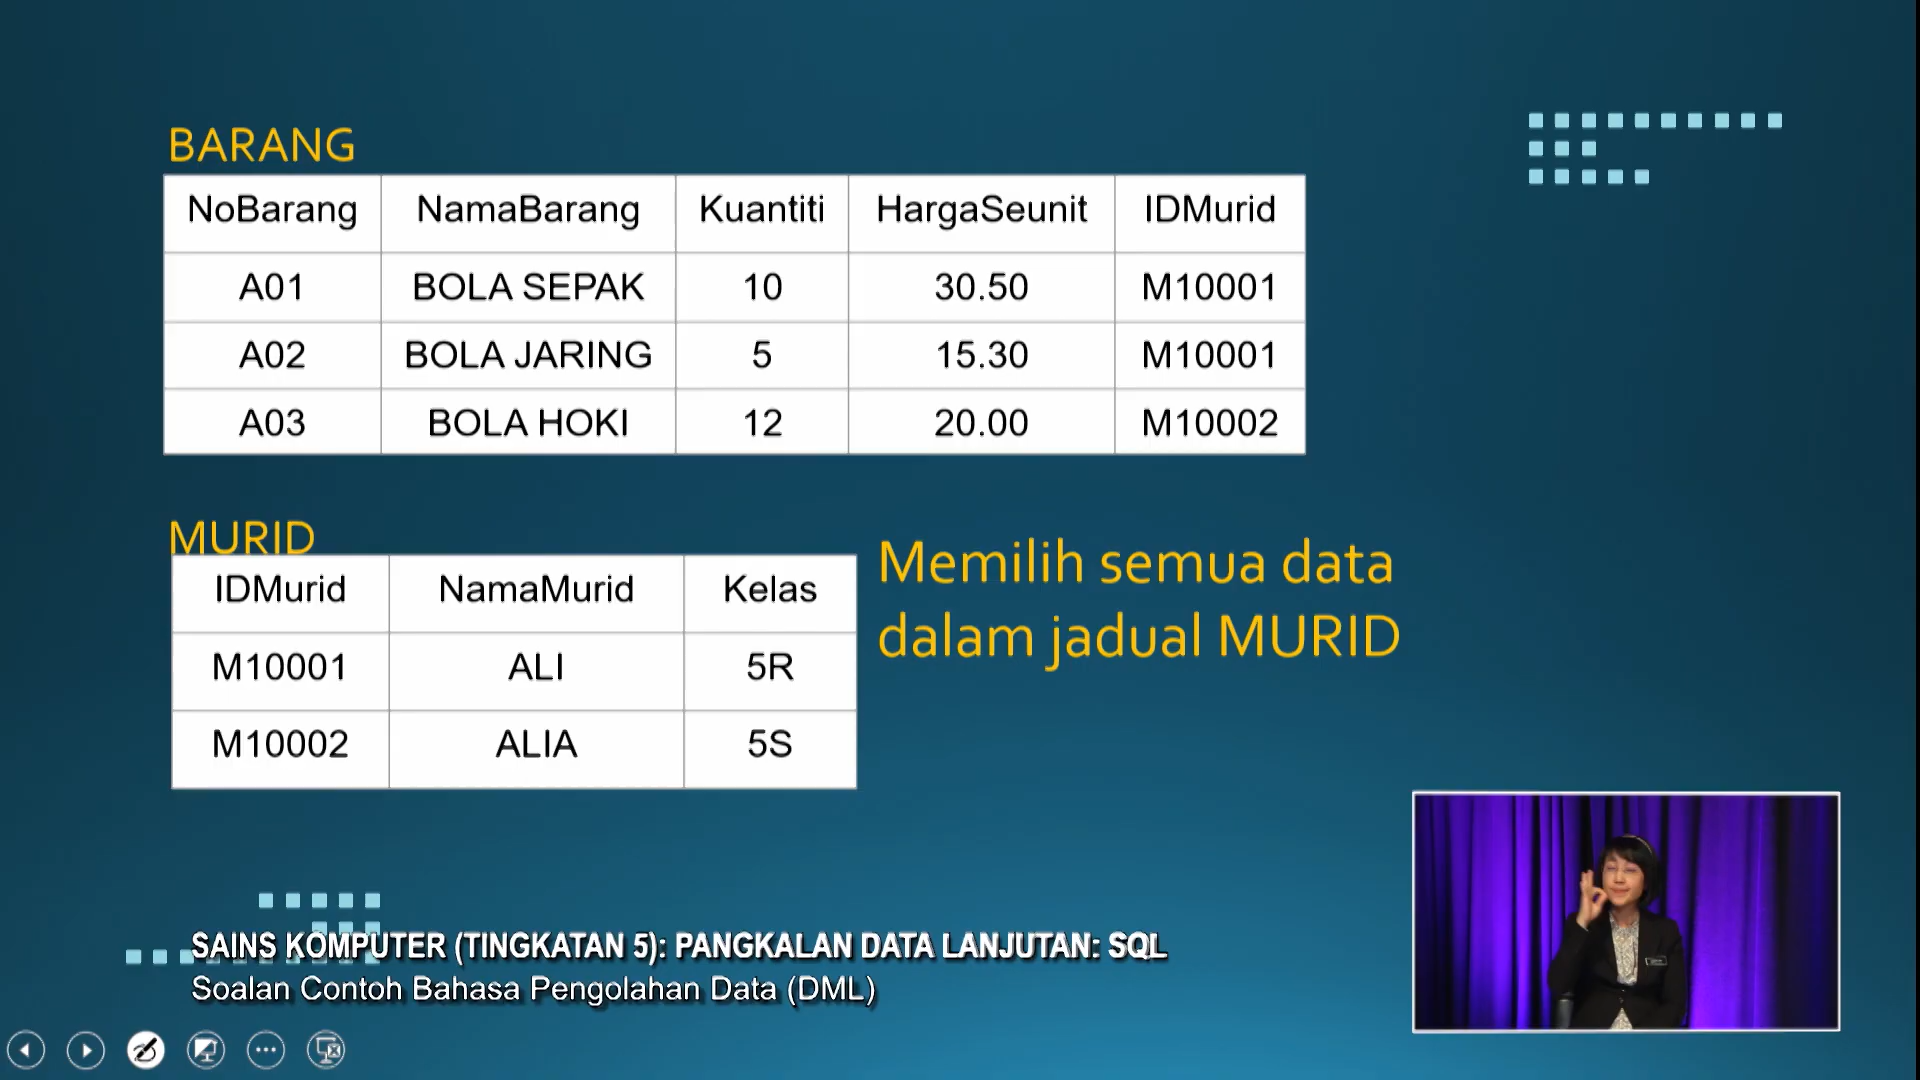 BARANG
NoBarang NamaBarang Kuantiti HargaSeunit IDMurid
A01 BOLA SEPAK 10 30.50 M10001
A02 BOLA JARING 5 15.30 M10001
A03 BOLA HOKI 12 20.00 M10002
MURID
IDMurid NamaMurid Kelas
M10001 ALI 5R
M10002 ALIA 5S
Memilih semua data
dalam jadual MURID
SAINS KOMPUTER (TINGKATAN 5): PANGKALAN DATA LANJUTAN: SQL
Soalan Contoh Bahasa Pengolahan Data (DML)